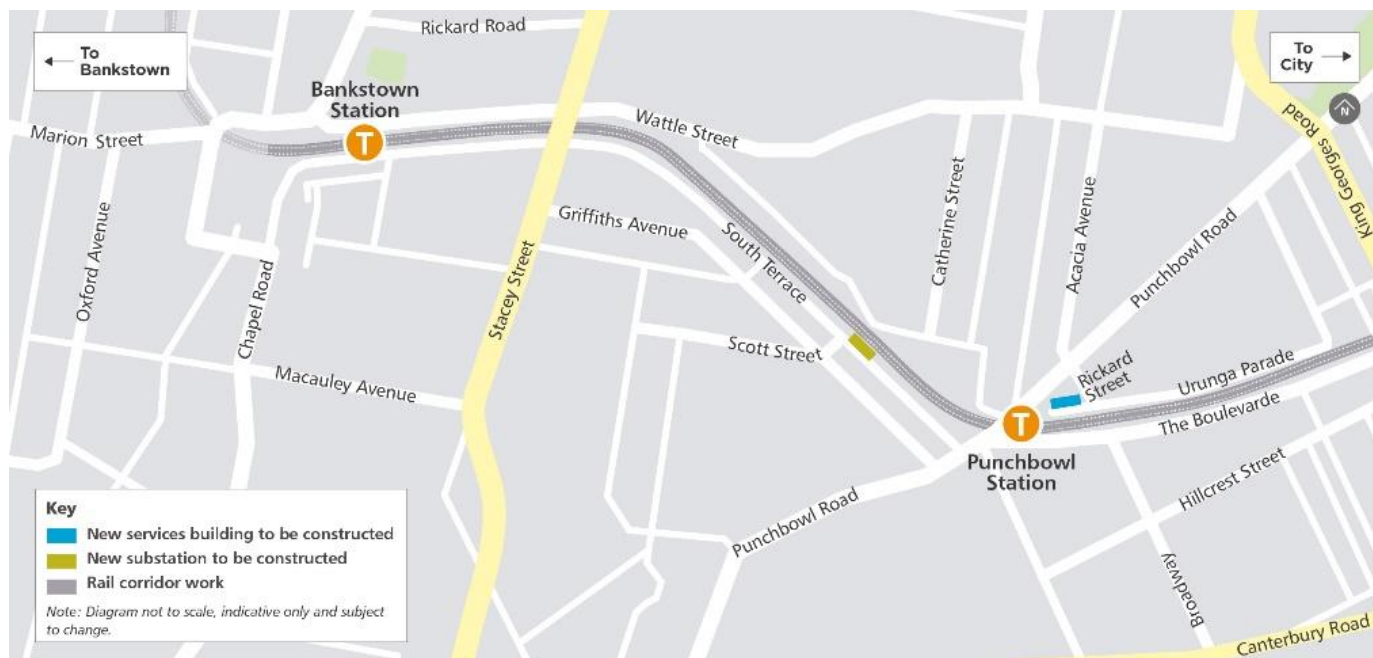 To
Bankstown
Rickard Road
To
City
Bankstown
Station
T
N
Marion Street
Wattle Street
King Georges Road
Oxford Avenue
Chapel Road
Griffiths Avenue
South Terrace
Catherine Street
Acacia Avenue
Punchbowl Road
Stacey Street
Scott Street
Macauley Avenue
Rickard
Street
Urunga Parade
The Boulevarde
T
Punchbowl
Station
Hillcrest Street
Punchbowl Road
Broadway
Canterbury Road
Key
New services building to be constructed
New substation to be constructed
Rail corridor work
Note: Diagram not to scale, indicative only and subject
to change.